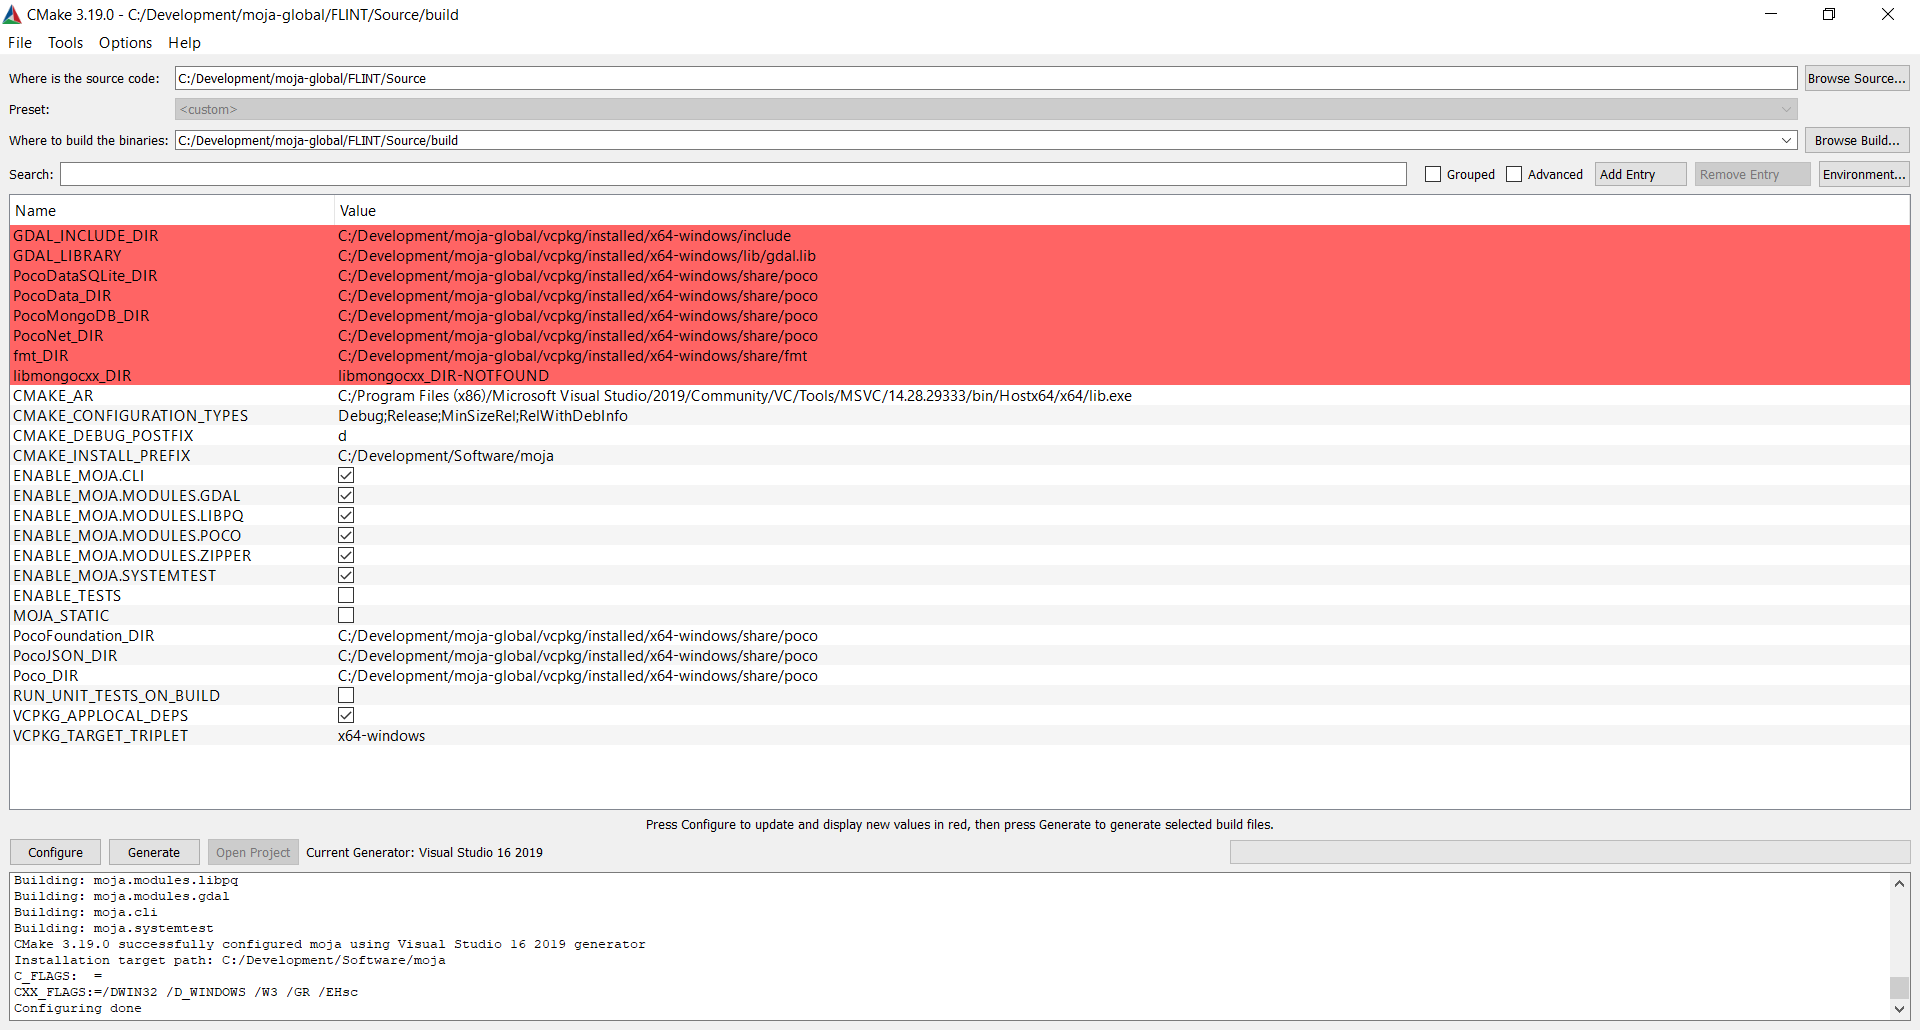 CMake 3.19.0 - C:/Development/moja-global/FLINT/Source/build
File Tools Options Help
Where is the source code: C:/Development/moja-global/FLINT/Source Browse Source...
Preset: <custom>
Where to build the binaries: C:/Development/moja-global/FLINT/Source/build Browse Build...
Search: Grouped Advanced Add Entry Remove Entry Environment...
Name Value
GDAL_INCLUDE_DIR C:/Development/moja-global/vcpkg/installed/x64-windows/include
GDAL_LIBRARY C:/Development/moja-global/vcpkg/installed/x64-windows/lib/gdal.lib
PocoDataSQLite_DIR C:/Development/moja-global/vcpkg/installed/x64-windows/share/poco
PocoData_DIR C:/Development/moja-global/vcpkg/installed/x64-windows/share/poco
PocoMongoDB_DIR C:/Development/moja-global/vcpkg/installed/x64-windows/share/poco
PocoNet_DIR C:/Development/moja-global/vcpkg/installed/x64-windows/share/poco
fmt_DIR C:/Development/moja-global/vcpkg/installed/x64-windows/share/fmt
libmongocxx_DIR libmongocxx_DIR-NOTFOUND
CMAKE_AR C:/Program Files (x86)/Microsoft Visual Studio/2019/Community/VC/Tools/MSVC/14.28.29333/bin/Hostx64/x64/lib.exe
CMAKE_CONFIGURATION_TYPES Debug;Release;MinSizeRel;RelWithDebInfo
CMAKE_DEBUG_POSTFIX d
CMAKE_INSTALL_PREFIX C:/Development/Software/moja
ENABLE_MOJA.CLI
ENABLE_MOJA.MODULES.GDAL
ENABLE_MOJA.MODULES.LIBPQ
ENABLE_MOJA.MODULES.POCO
ENABLE_MOJA.MODULES.ZIPPER
ENABLE_MOJA.SYSTEMTEST
ENABLE_TESTS
MOJA_STATIC
PocoFoundation_DIR C:/Development/moja-global/vcpkg/installed/x64-windows/share/poco
PocoJSON_DIR C:/Development/moja-global/vcpkg/installed/x64-windows/share/poco
Poco_DIR C:/Development/moja-global/vcpkg/installed/x64-windows/share/poco
RUN_UNIT_TESTS_ON_BUILD
VCPKG_APPLOCAL_DEPS
VCPKG_TARGET_TRIPLET x64-windows
Press Configure to update and display new values in red, then press Generate to generate selected build files.
Configure Generate Open Project Current Generator: Visual Studio 16 2019
Building: moja.modules.libpq
Building: moja.modules.gdal
Building: moja.cli
Building: moja.systemtest
CMake 3.19.0 successfully configured moja using Visual Studio 16 2019 generator
Installation target path: C:/Development/Software/moja
C_FLAGS:  =
CXX_FLAGS:=/DWIN32 /D_WINDOWS /W3 /GR /EHsc
Configuring done